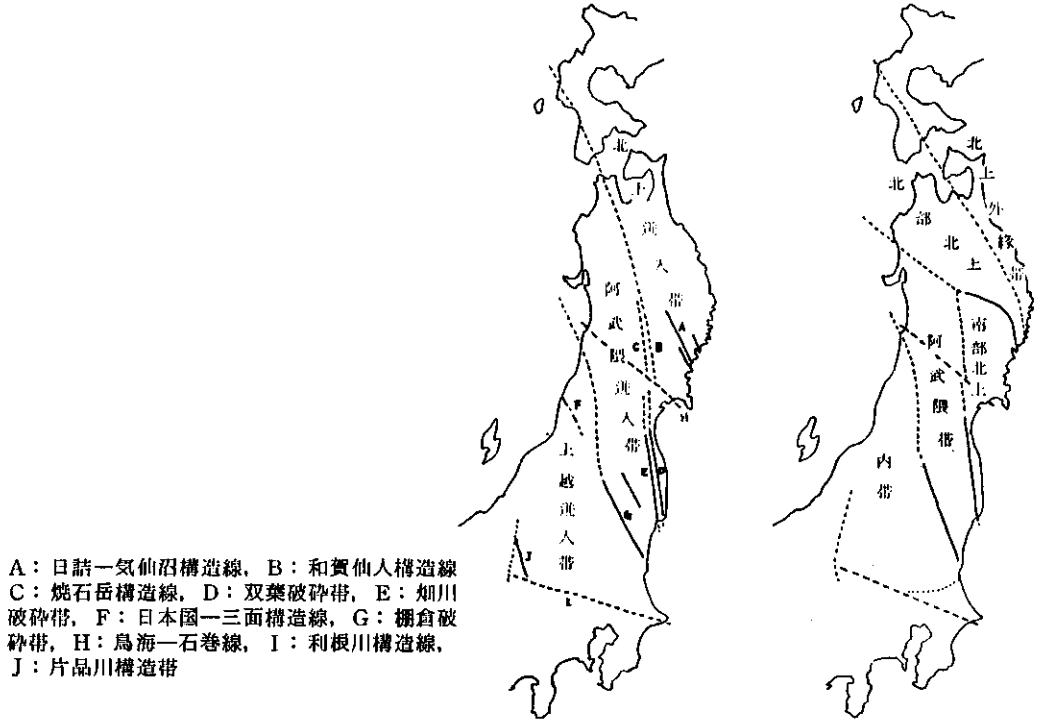 北上迸入帯
阿武隈迸入帯
上越迸入帯
A
B
C
D
E
F
G
H
I
J
北上外縁帯
北部北上
南部北上
阿武隈帯
内帯
A：日詰—気仙沼構造線，B：和賀仙人構造線
C：焼石岳構造線，D：双葉破砕帯，E：畑川
破砕帯，F：日本国—三面構造線，G：棚倉破
砕帯，H：鳥海—石巻線，I：利根川構造線，
J：片品川構造帯